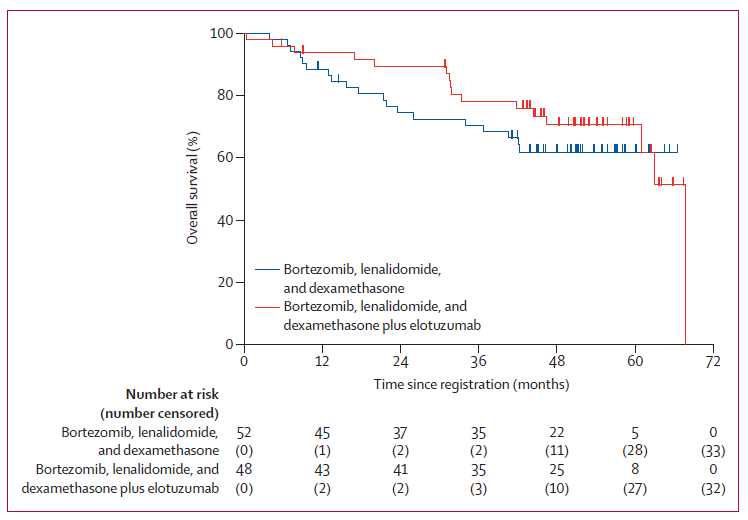 100
80
60
40
20
0
Overall survival (%)
Bortezomib, lenalidomide,
and dexamethasone
Bortezomib, lenalidomide, and
dexamethasone plus elotuzumab
0 12 24 36 48 60 72
Time since registration (months)
Number at risk
(number censored)
Bortezomib, lenalidomide, 52 45 37 35 22 5 0
and dexamethasone (0) (1) (2) (2) (11) (28) (33)
Bortezomib, lenalidomide, and 48 43 41 35 25 8 0
dexamethasone plus elotuzumab (0) (2) (2) (3) (10) (27) (32)